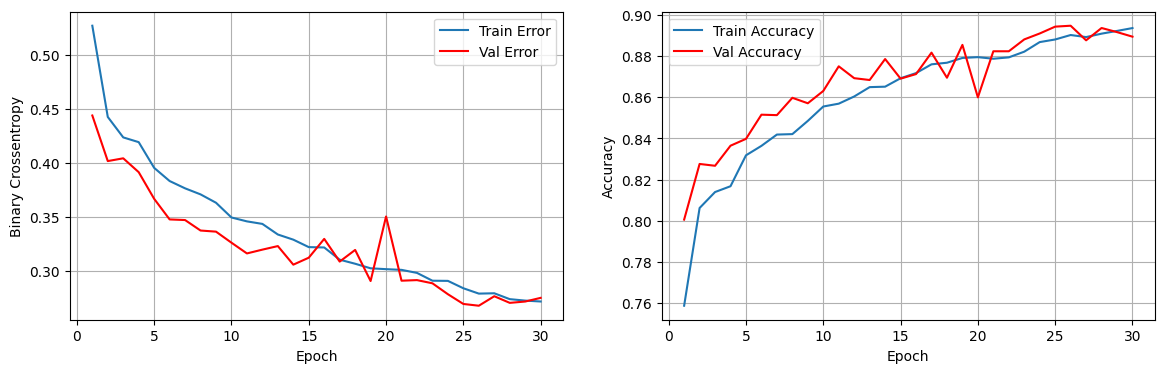 Train Error
Val Error
Binary Crossentropy
0.50
0.45
0.40
0.35
0.30
0 5 10 15 20 25 30
Epoch
Train Accuracy
Val Accuracy
Accuracy
0.90
0.88
0.86
0.84
0.82
0.80
0.78
0.76
0 5 10 15 20 25 30
Epoch